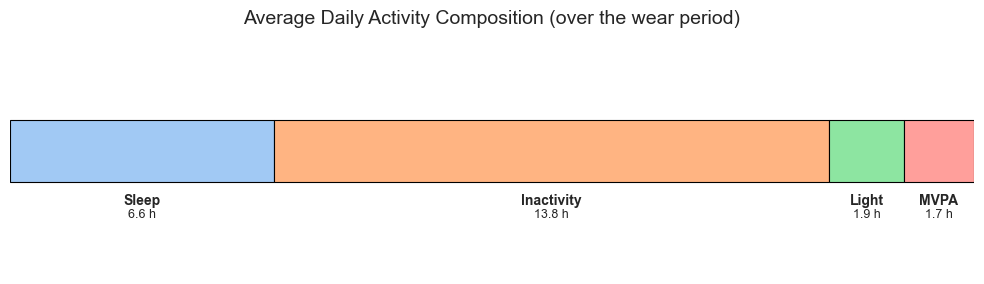 Average Daily Activity Composition (over the wear period)
Sleep
6.6 h
Inactivity
13.8 h
Light
1.9 h
MVPA
1.7 h